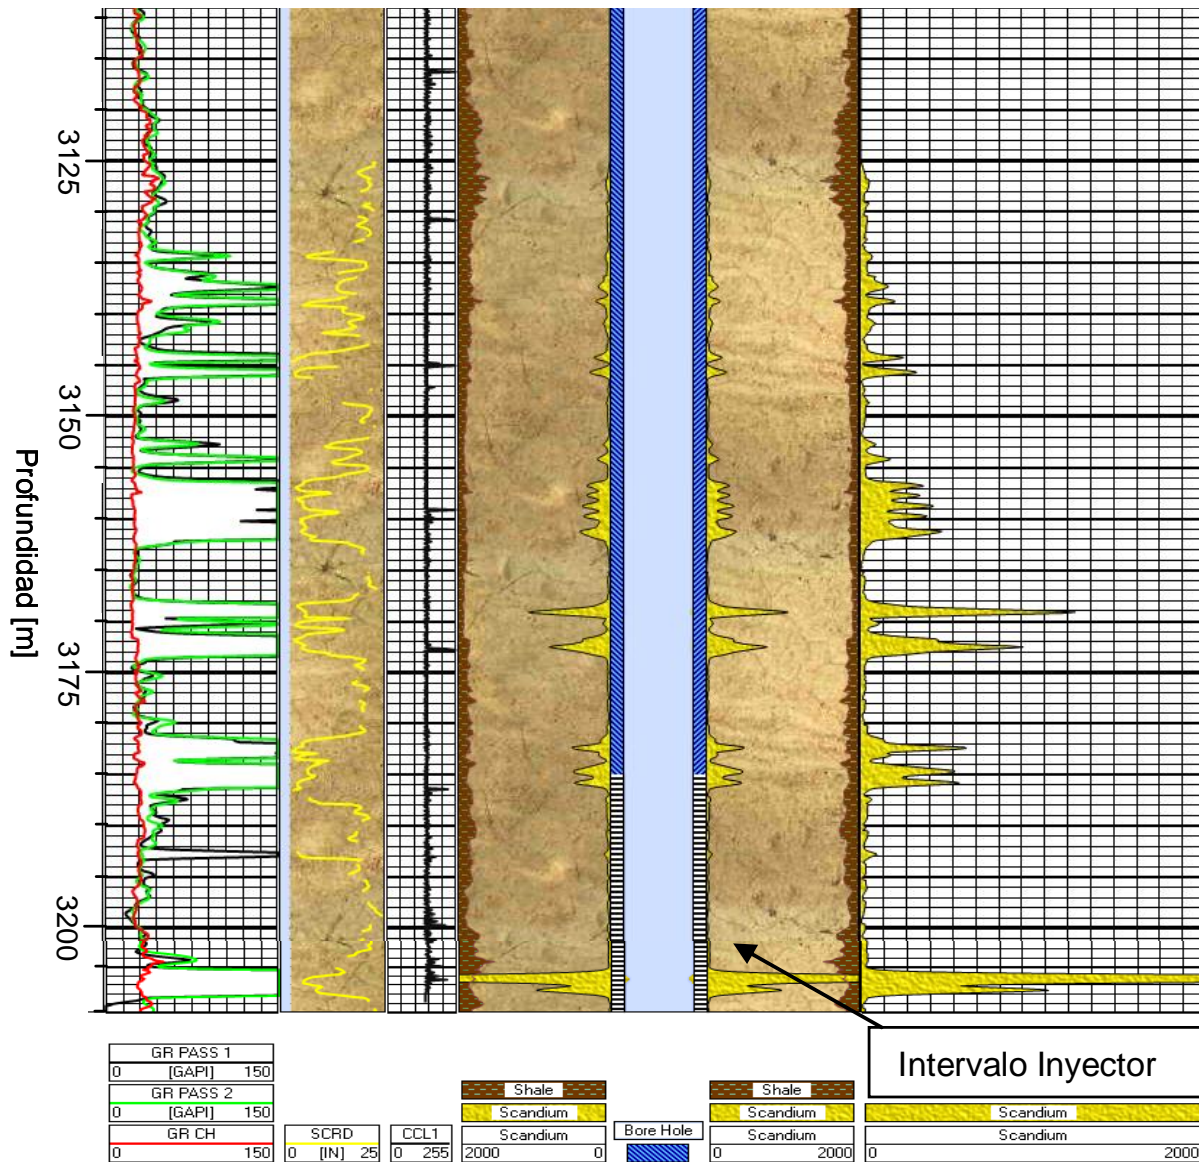 3125
3150
3175
3200
Profundidad [m]
Intervalo Inyector
GR PASS 1
0 [GAPI] 150
GR PASS 2
0 [GAPI] 150
GR CH
0 150
SCRD
0 [IN] 25
CCL1
0 255
Shale
Scandium
Scandium
2000 0
Bore Hole
Shale
Scandium
Scandium
0 2000
Scandium
Scandium
0 2000